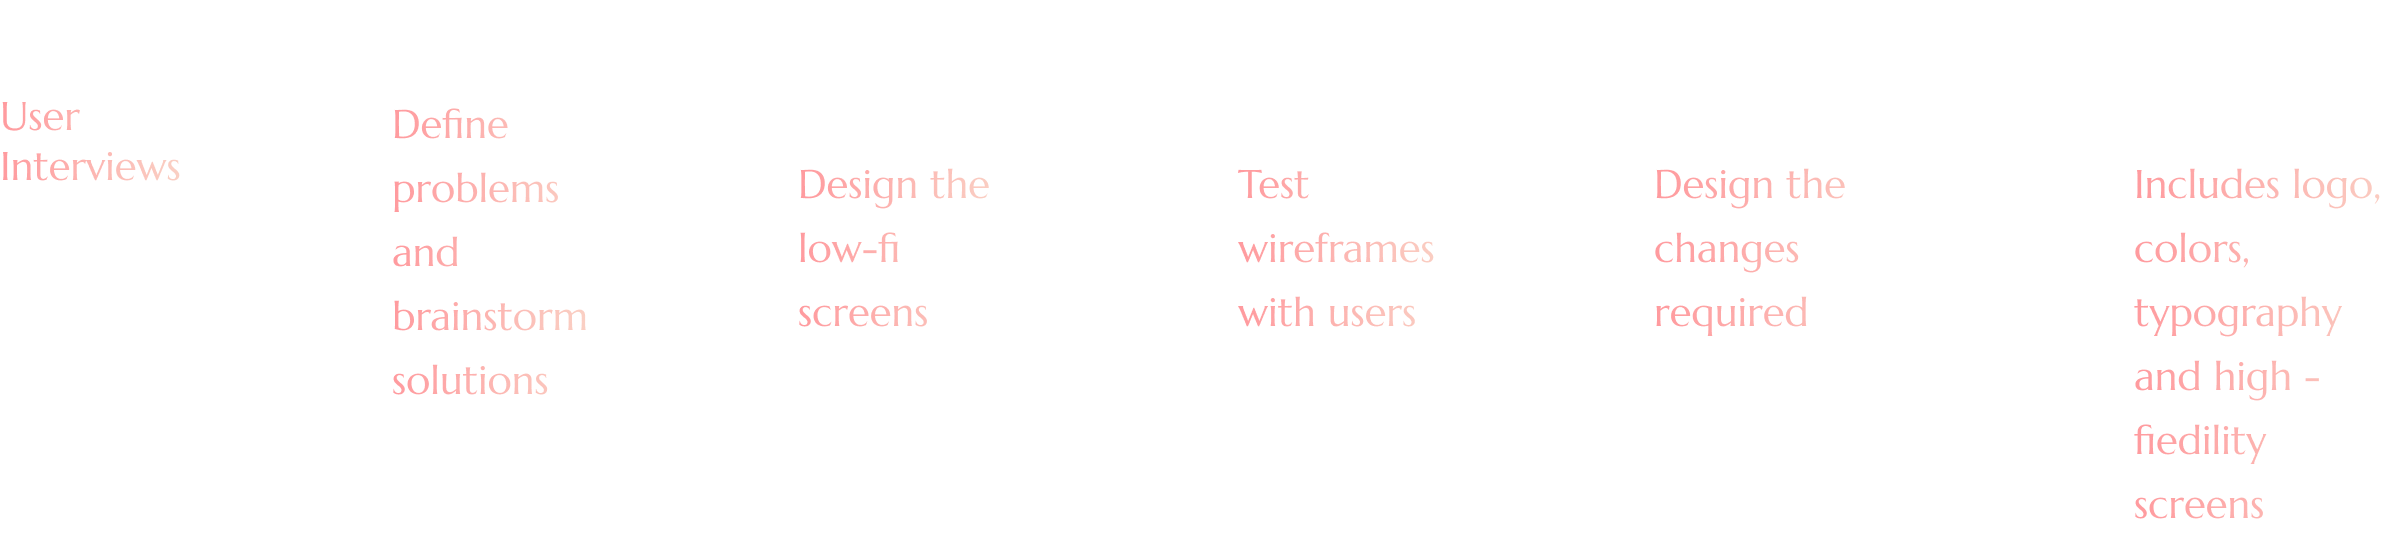 User
Interviews
Define
problems
and
brainstorm
solutions
Design the
low-fi
screens
Test
wireframes
with users
Design the
changes
required
Includes logo,
colors,
typography
and high -
fiedility
screens